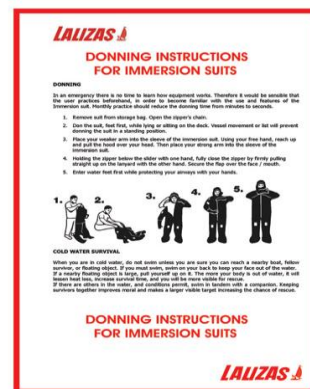 LALIZAS
DONNING INSTRUCTIONS
FOR IMMERSION SUITS
DONNING
In an emergency there is no time to learn how equipment works. Therefore it would be sensible that
the user practices beforehand, in order to become familiar with the use and features of the
Immersion Suit. Monthly practice should reduce the donning time from minutes to seconds.
1. Remove suit from storage bag. Open the zipper's chain.
2. Don the suit, feet first, while lying or sitting on the deck. Vessel movement or list will prevent
donning the suit in a standing position.
3. Place your weaker arm into the sleeve of the immersion suit. Using your free hand, reach up
and pull the hood over your head. Then place your strong arm into the sleeve of the
immersion suit.
4. Holding the zipper below the slider with one hand, fully close the zipper by firmly pulling
straight up on the lanyard with the other hand. Secure the flap over the face / mouth.
5. Enter water feet first while protecting your airways with your hands.
1. 2. 3. 4. 5.
COLD WATER SURVIVAL
When you are in cold water, do not swim unless you are sure you can reach a nearby boat, fellow
survivor, or floating object. If you must swim, swim on your back to keep your face out of the water.
If a nearby floating object is large, pull yourself up on it. The more your body is out of water, it will
lessen heat loss, increase survival time, and you will be more visible for rescue.
If there are others in the water, and conditions permit, swim in tandem with a companion. Keeping
survivors together improves moral and makes a larger visible target increasing the chance of rescue.
DONNING INSTRUCTIONS
FOR IMMERSION SUITS
LALIZAS